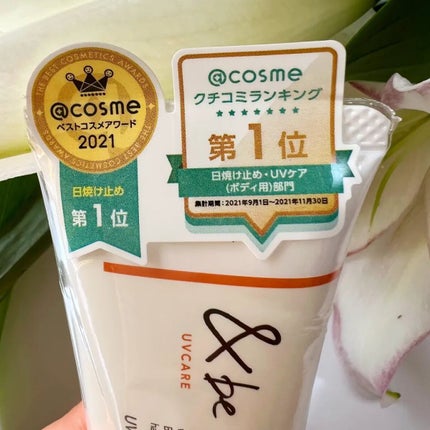 THE BEST COSMETICS AWARDS
@cosme
ベストコスメアワード
2021
日焼け止め
第1位
@cosme
クチコミランキング
第1位
日焼け止め・UVケア
(ボディ用)部門
集計期間：2021年9月1日〜2021年11月30日
&be
UVCARE